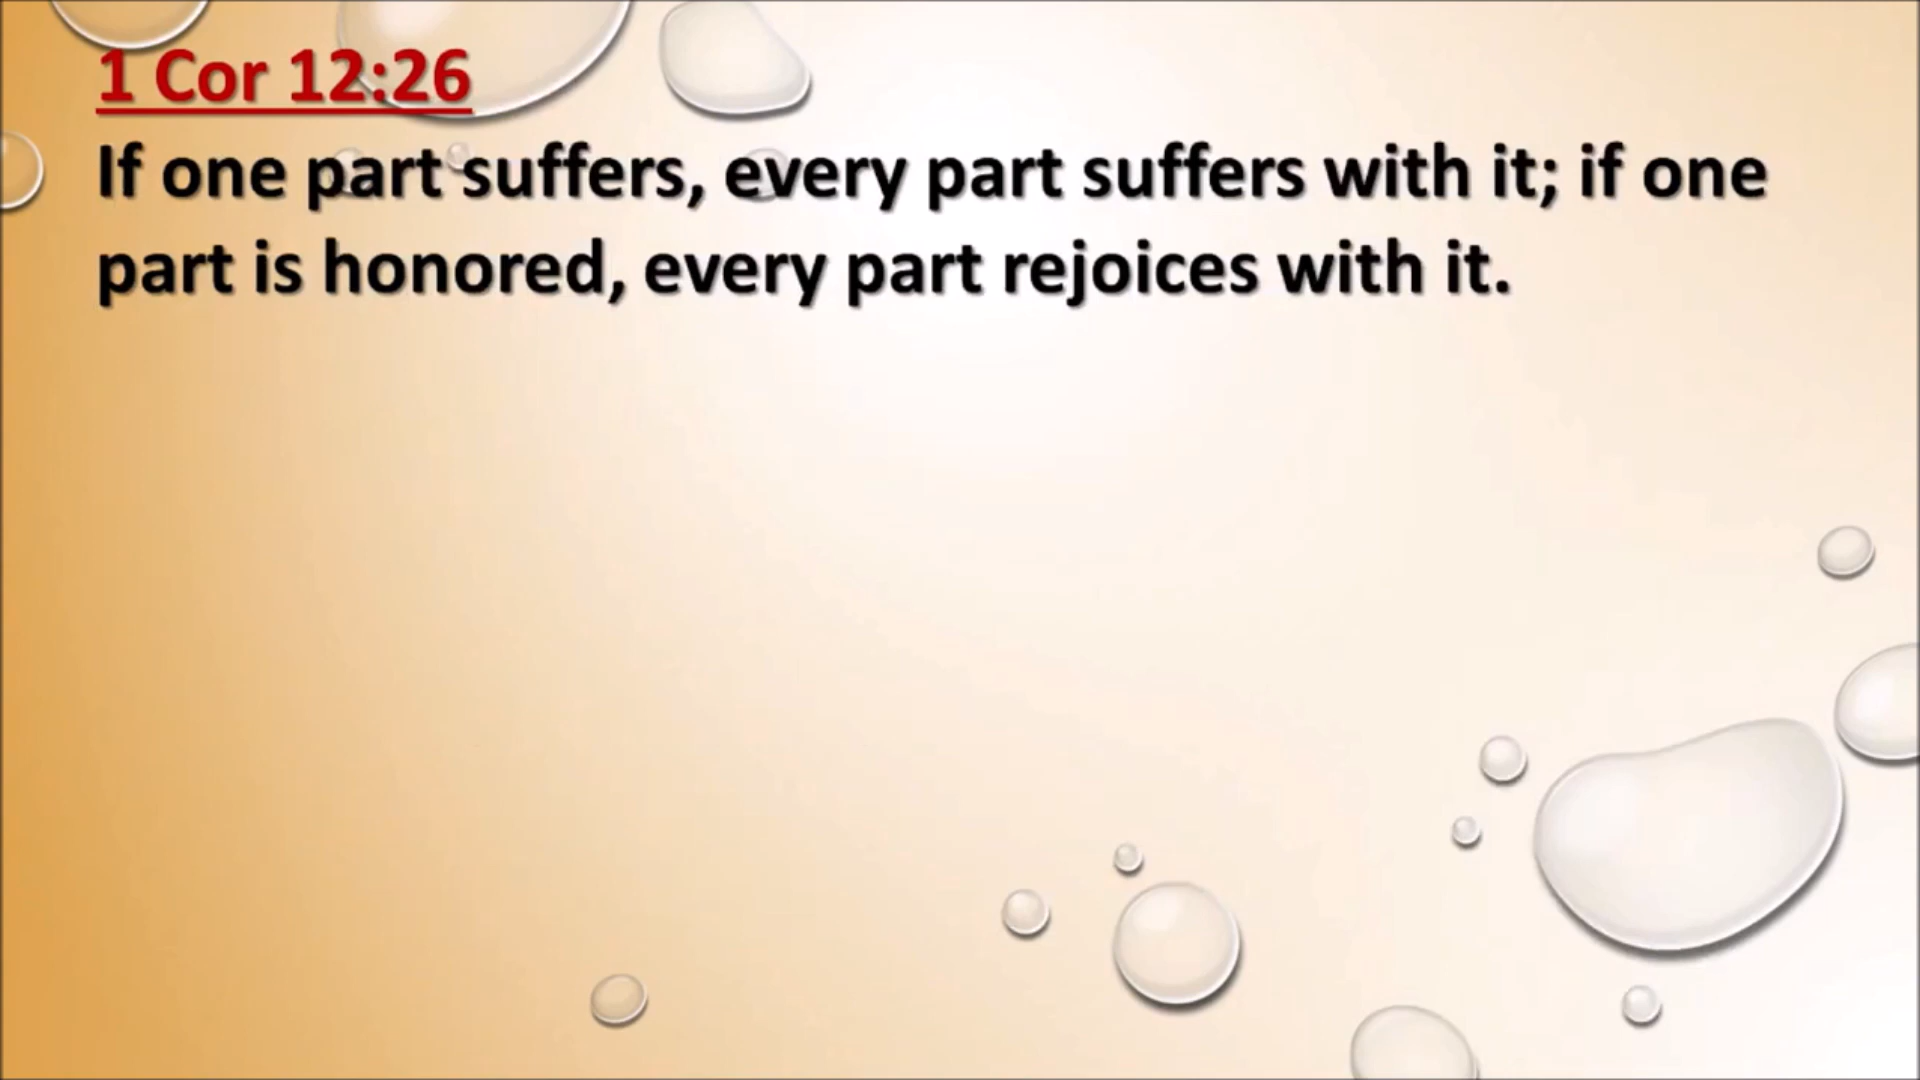 1 Cor 12:26
If one part suffers, every part suffers with it; if one
part is honored, every part rejoices with it.